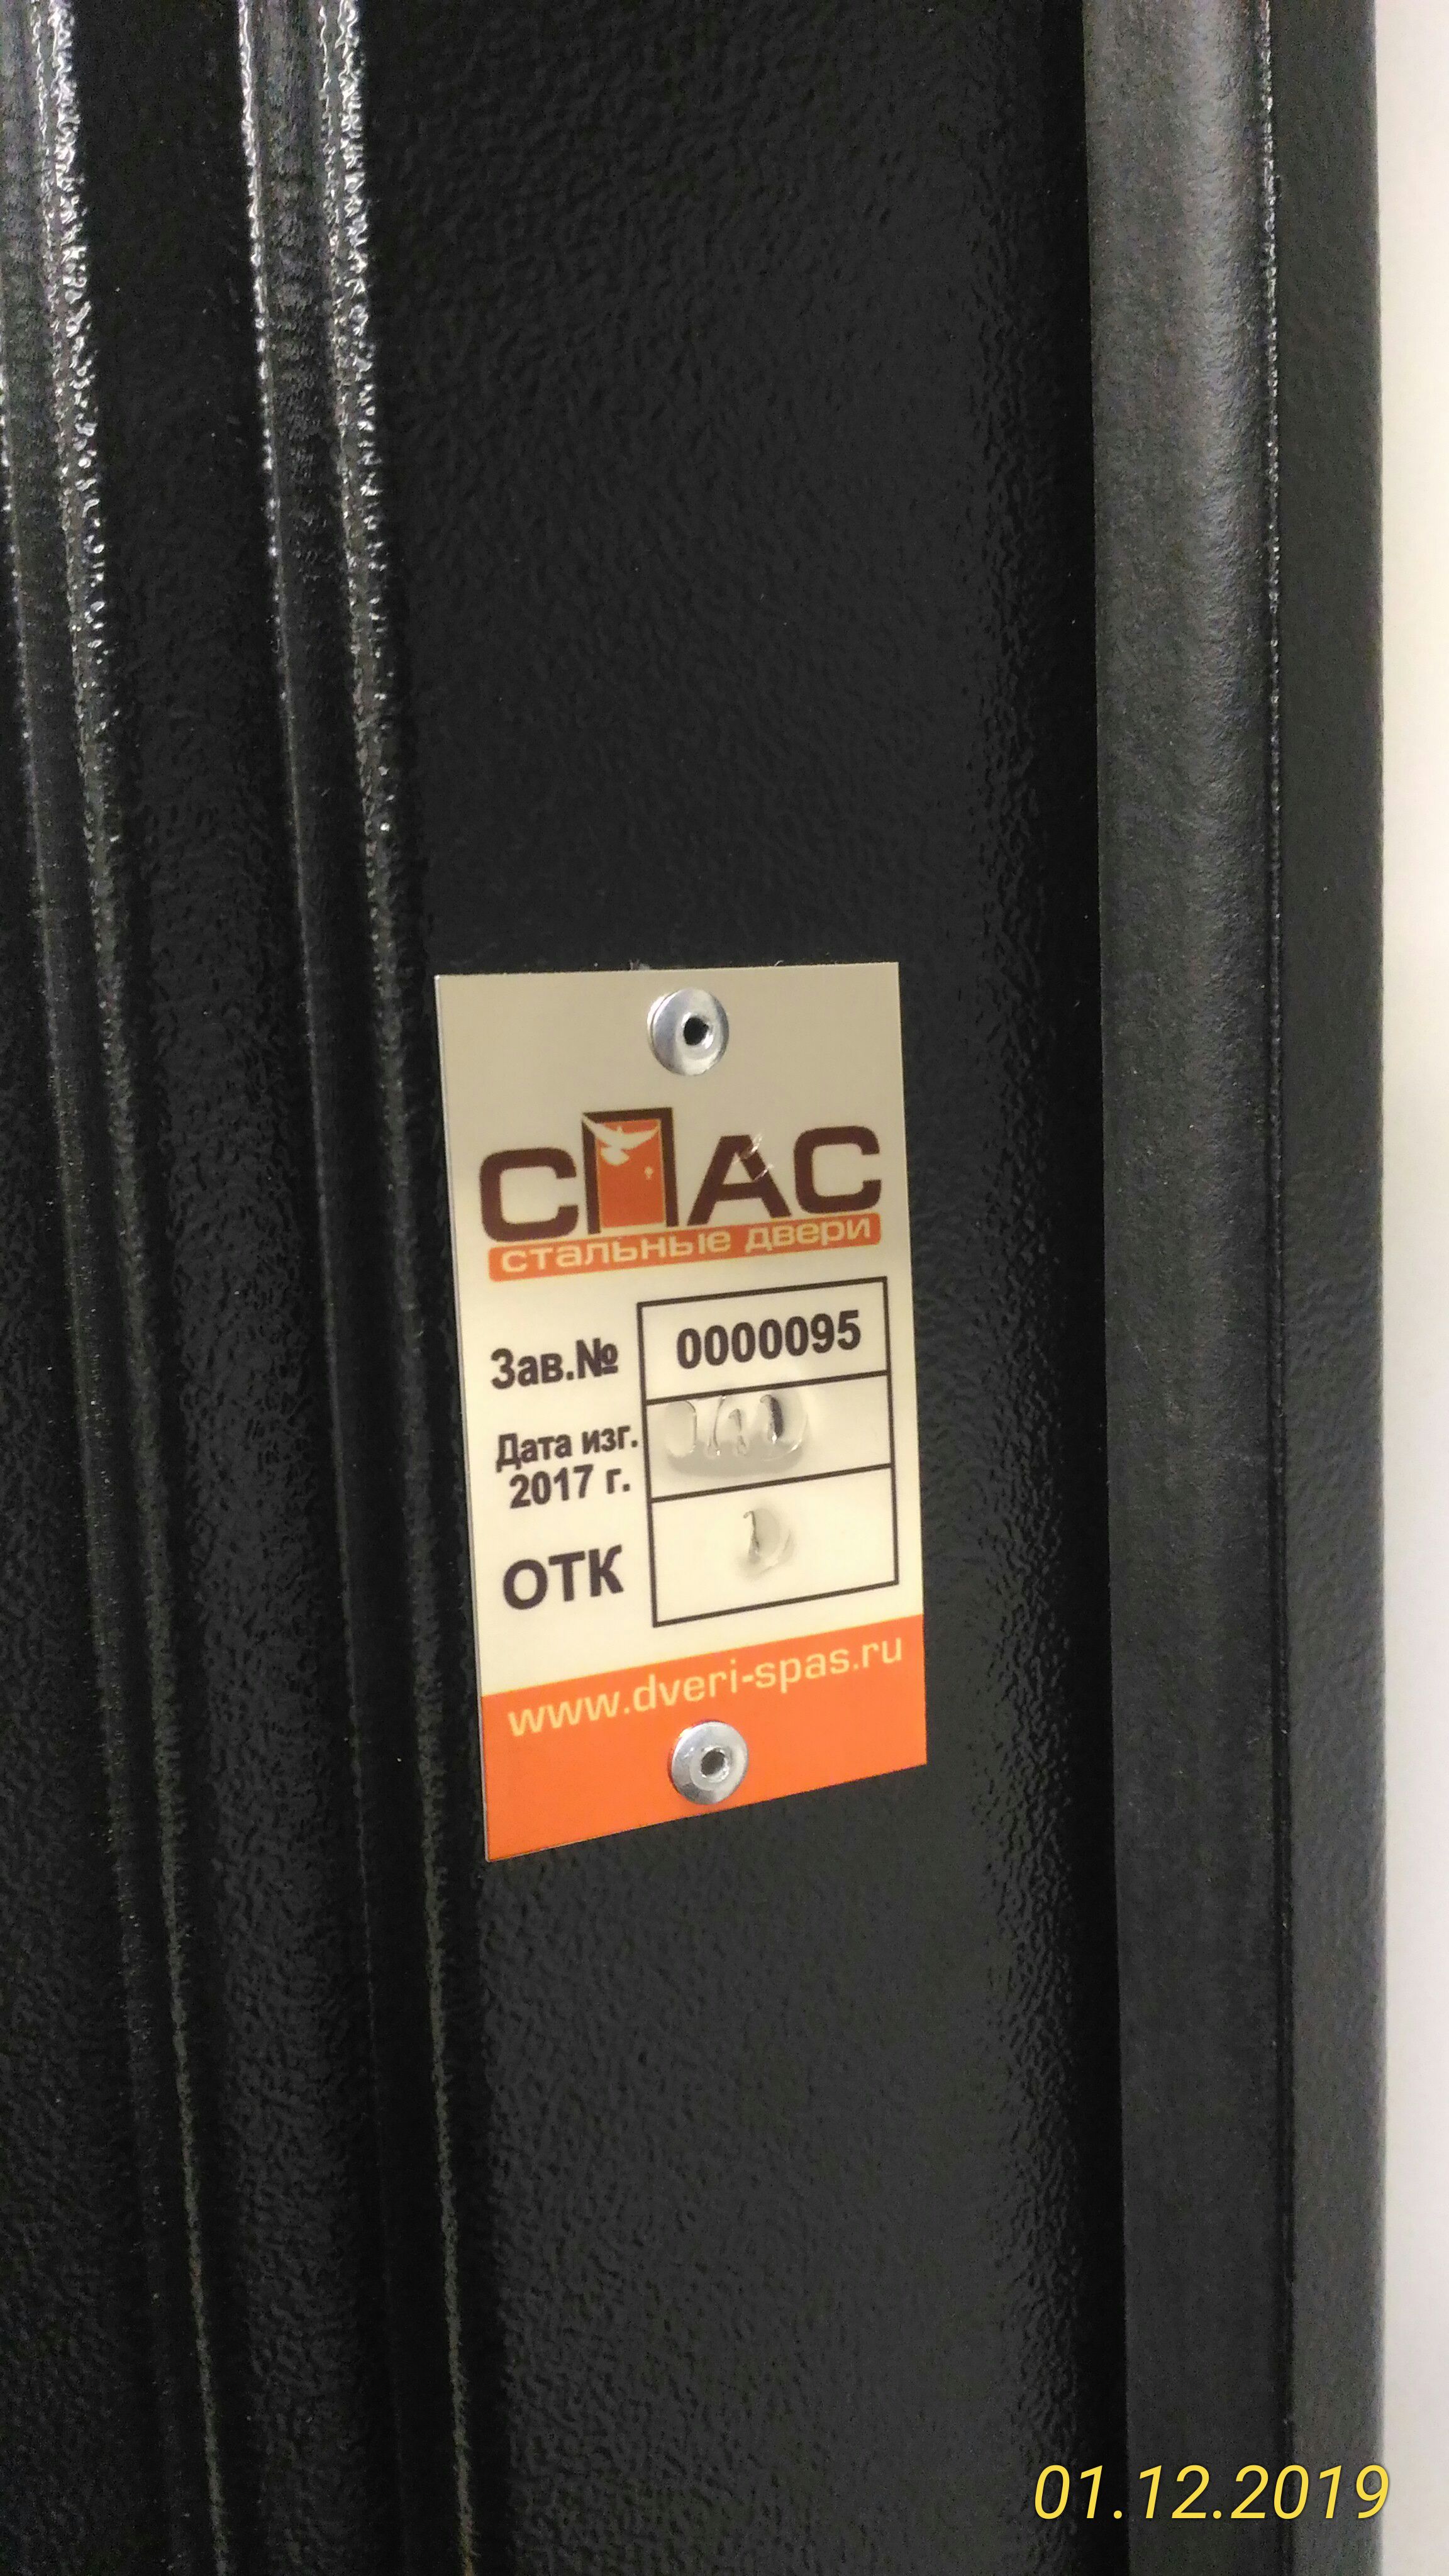 СПАС
стальные двери
Зав.№ 0000095
Дата изг.
2017 г.
ОТК
www.dveri-spas.ru
01.12.2019